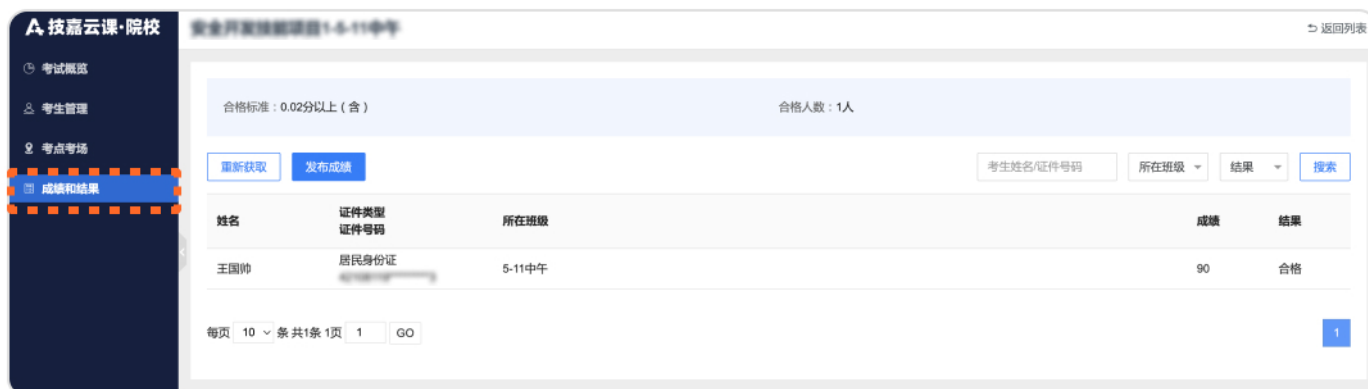 技嘉云课·院校
返回列表
考试概览
考生管理
考点考场
成绩和结果
合格标准：0.02分以上（含） 合格人数：1人
重新获取 发布成绩 考生姓名/证件号码 所在班级 结果 搜索
姓名 证件类型 所在班级 成绩 结果
证件号码
王国帅 居民身份证 5-11中午 90 合格
每页 10 条 共1条 1页 1 GO 1